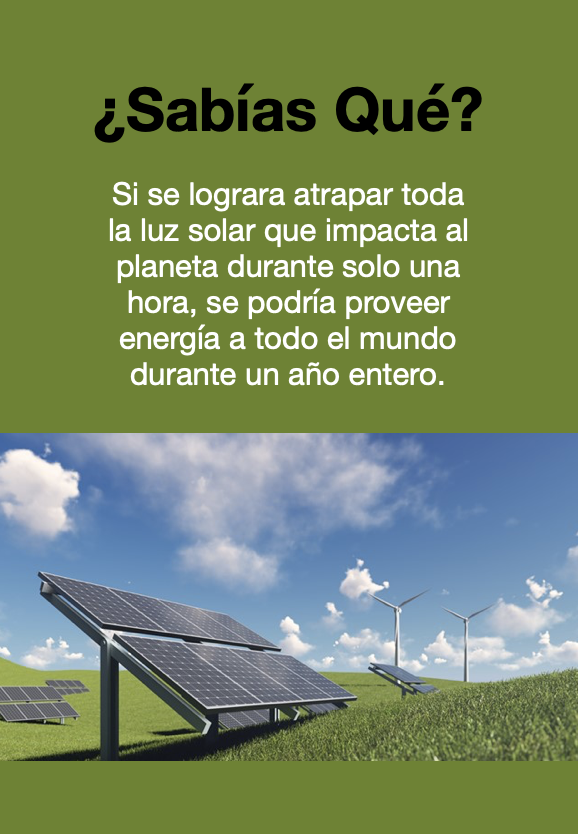 ¿Sabías Qué?
Si se lograra atrapar toda
la luz solar que impacta al
planeta durante solo una
hora, se podría proveer
energía a todo el mundo
durante un año entero.